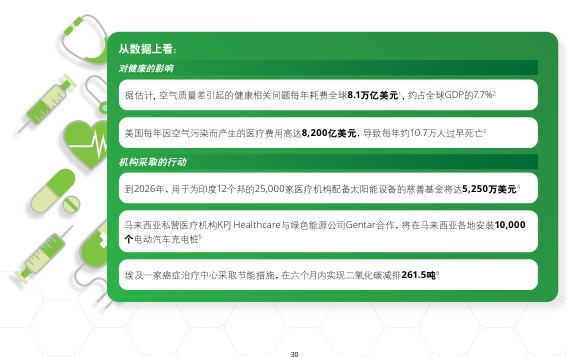 从数据上看：
对健康的影响
据估计，空气质量差引起的健康相关问题每年耗费全球8.1万亿美元¹，约占全球GDP的7.7%²
美国每年因空气污染而产生的医疗费用高达8,200亿美元，导致每年约10.7万人过早死亡³
机构采取的行动
到2026年，用于为印度12个邦的25,000家医疗机构配备太阳能设备的慈善基金将达5,250万美元⁴
马来西亚私营医疗机构KPJ Healthcare与绿色能源公司Gentari合作，将在马来西亚各地安装10,000
个电动汽车充电桩⁵
埃及一家癌症治疗中心采取节能措施，在六个月内实现二氧化碳减排261.5吨⁶
30